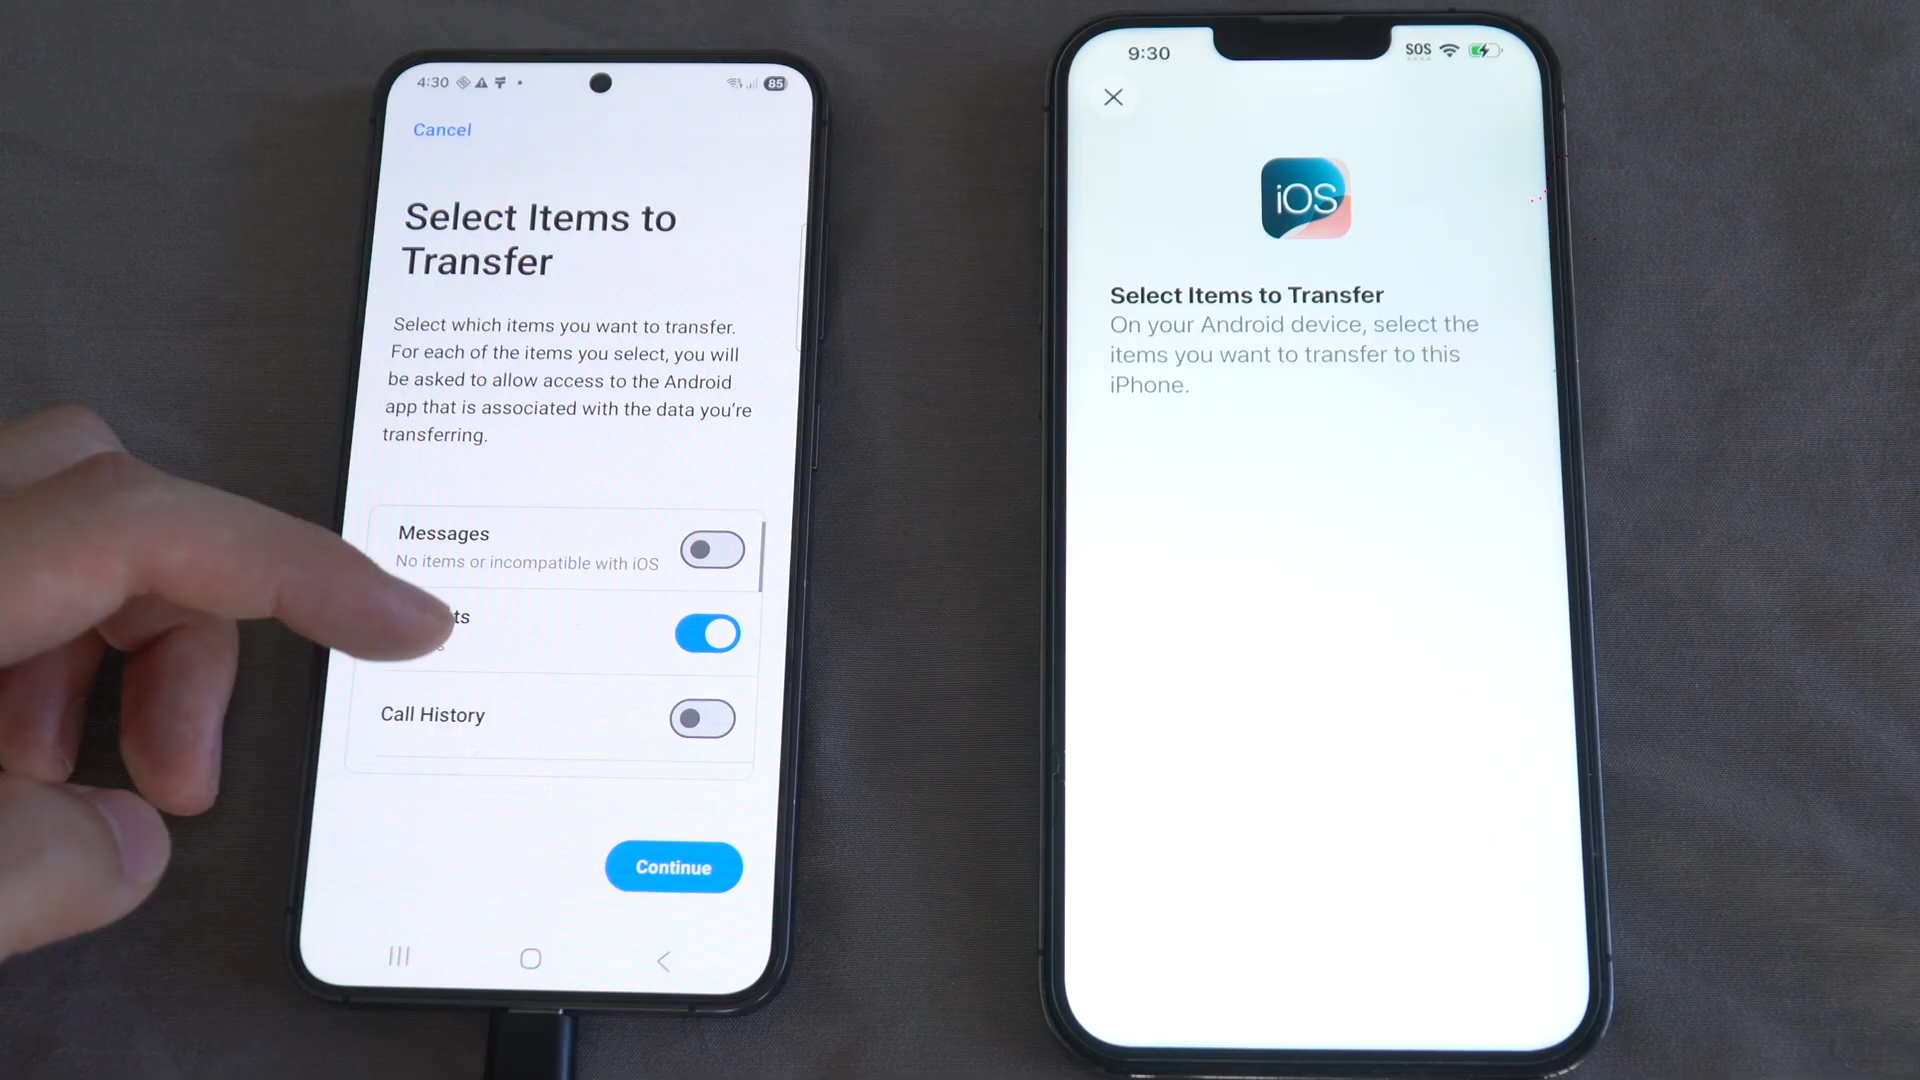 4:30
85
Cancel
Select Items to
Transfer
Select which items you want to transfer.
For each of the items you select, you will
be asked to allow access to the Android
app that is associated with the data you're
transferring.
Messages
No items or incompatible with iOS
Call History
Continue
9:30
SOS
iOS
Select Items to Transfer
On your Android device, select the
items you want to transfer to this
iPhone.